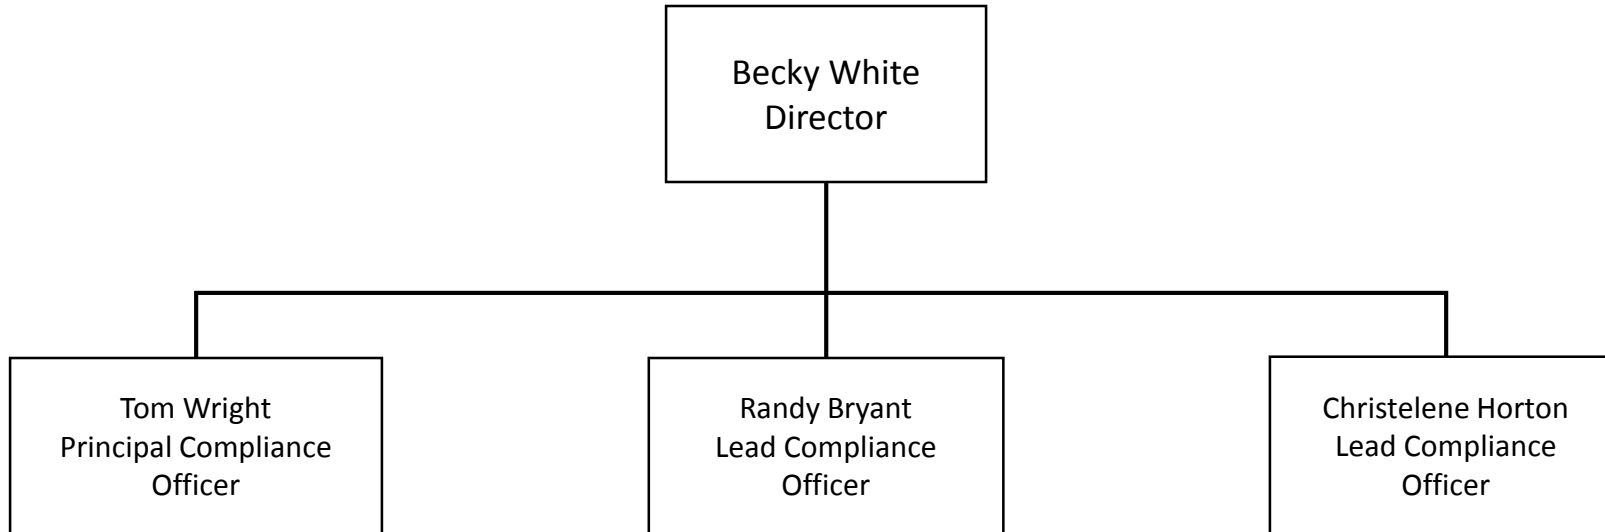 Becky White
Director
Tom Wright
Principal Compliance
Officer
Randy Bryant
Lead Compliance
Officer
Christelene Horton
Lead Compliance
Officer